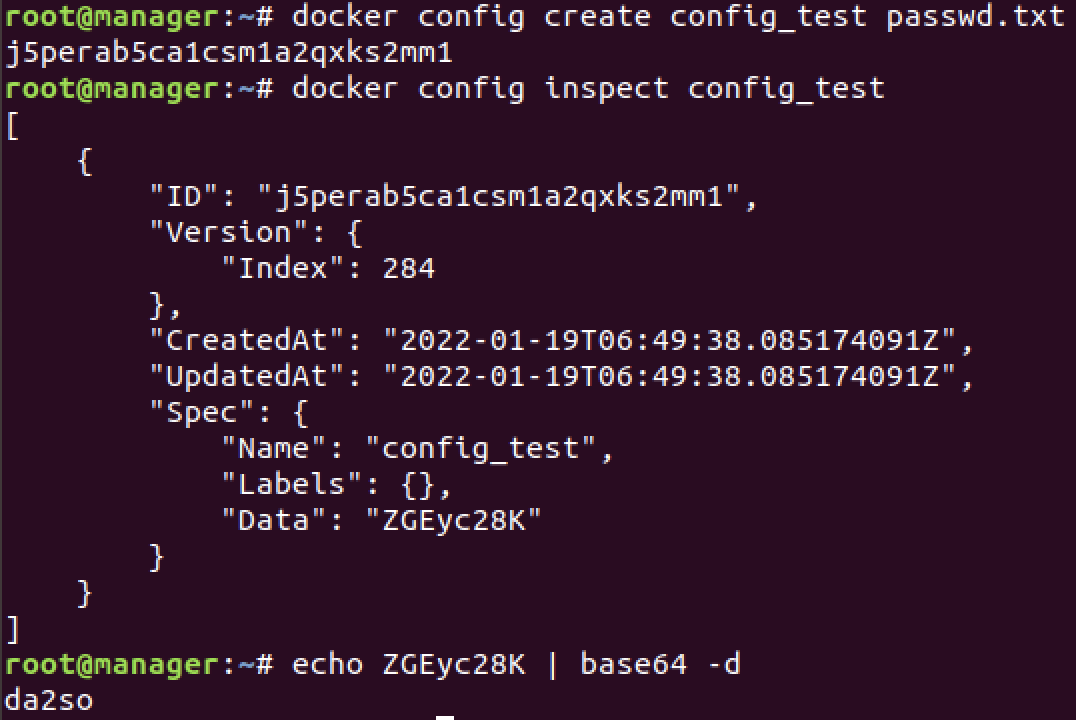 root@manager:~# docker config create config_test passwd.txt
j5perab5ca1csm1a2qxks2mm1
root@manager:~# docker config inspect config_test
[
    {
        "ID": "j5perab5ca1csm1a2qxks2mm1",
        "Version": {
            "Index": 284
        },
        "CreatedAt": "2022-01-19T06:49:38.085174091Z",
        "UpdatedAt": "2022-01-19T06:49:38.085174091Z",
        "Spec": {
            "Name": "config_test",
            "Labels": {},
            "Data": "ZGEyc28K"
        }
    }
]
root@manager:~# echo ZGEyc28K | base64 -d
da2so